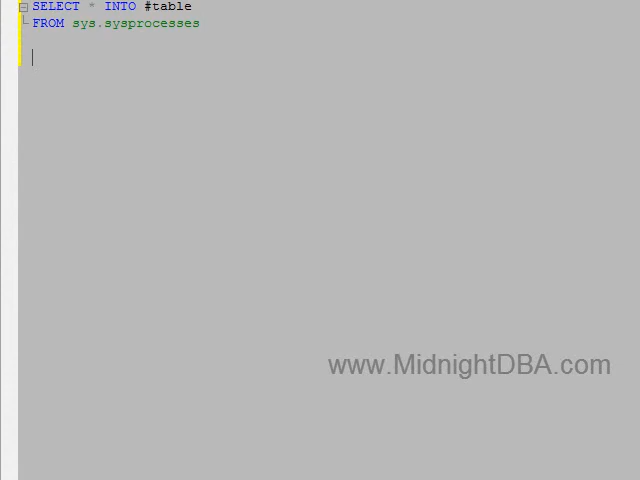 SELECT * INTO #table
FROM sys.sysprocesses
www.MidnightDBA.com